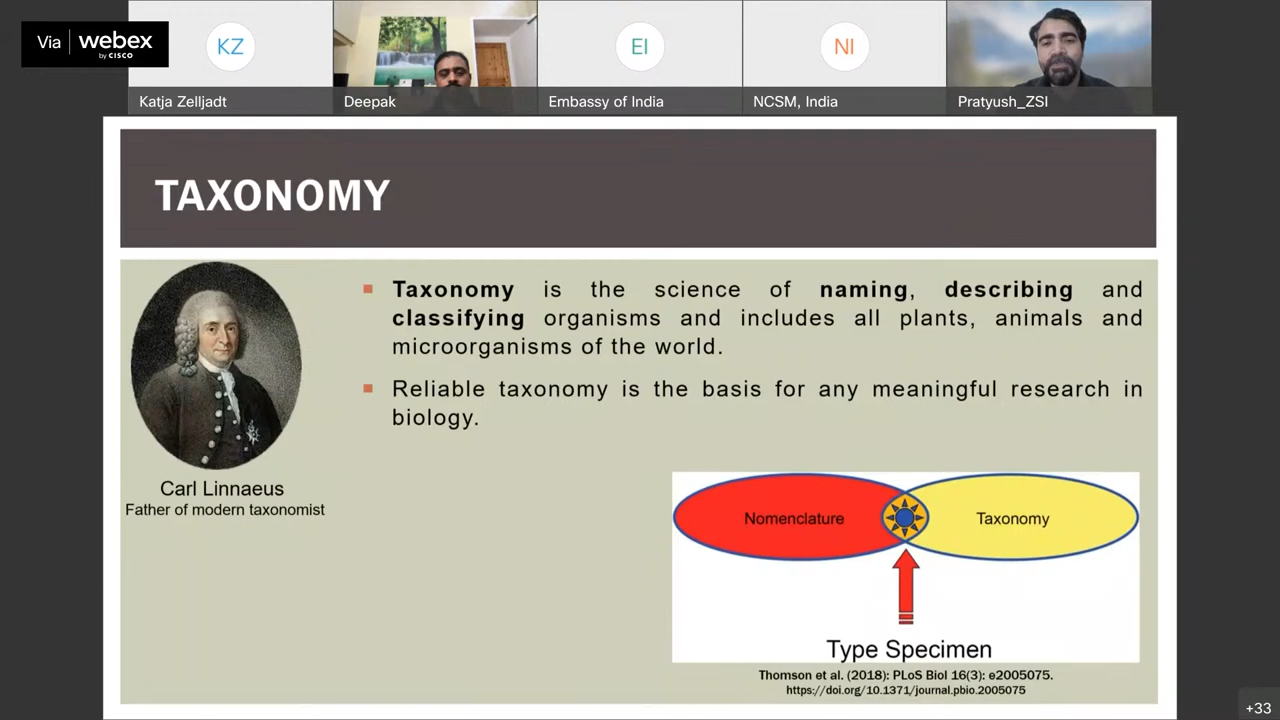 Via webex
by CISCO
KZ
EI
NI
Katja Zelljadt
Deepak
Embassy of India
NCSM, India
Pratyush_ZSI
TAXONOMY
Taxonomy is the science of naming, describing and
classifying organisms and includes all plants, animals and
microorganisms of the world.
Reliable taxonomy is the basis for any meaningful research in
biology.
Carl Linnaeus
Father of modern taxonomist
Nomenclature
Taxonomy
Type Specimen
Thomson et al. (2018): PLoS Biol 16(3): e2005075.
https://doi.org/10.1371/journal.pbio.2005075
+33